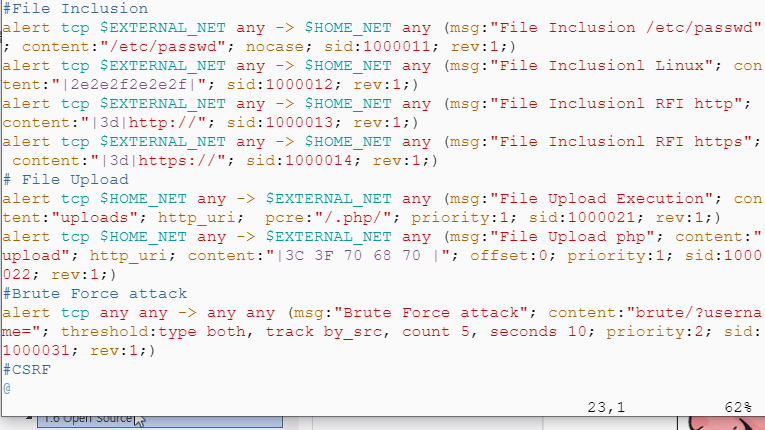 #File Inclusion
alert tcp $EXTERNAL_NET any -> $HOME_NET any (msg:"File Inclusion /etc/passwd"
; content:"/etc/passwd"; nocase; sid:1000011; rev:1;)
alert tcp $EXTERNAL_NET any -> $HOME_NET any (msg:"File Inclusionl Linux"; con
tent:"|2e2e2f2e2e2f|"; sid:1000012; rev:1;)
alert tcp $EXTERNAL_NET any -> $HOME_NET any (msg:"File Inclusionl RFI http";
content:"|3d|http://"; sid:1000013; rev:1;)
alert tcp $EXTERNAL_NET any -> $HOME_NET any (msg:"File Inclusionl RFI https";
 content:"|3d|https://"; sid:1000014; rev:1;)
# File Upload
alert tcp $HOME_NET any -> $EXTERNAL_NET any (msg:"File Upload Execution"; con
tent:"uploads"; http_uri;  pcre:"/.php/"; priority:1; sid:1000021; rev:1;)
alert tcp $HOME_NET any -> $EXTERNAL_NET any (msg:"File Upload php"; content:"
upload"; http_uri; content:"|3C 3F 70 68 70 |"; offset:0; priority:1; sid:1000
022; rev:1;)
#Brute Force attack
alert tcp any any -> any any (msg:"Brute Force attack"; content:"brute/?userna
me="; threshold:type both, track by_src, count 5, seconds 10; priority:2; sid:
1000031; rev:1;)
#CSRF
@
23,1 62%
1.6 Open Source